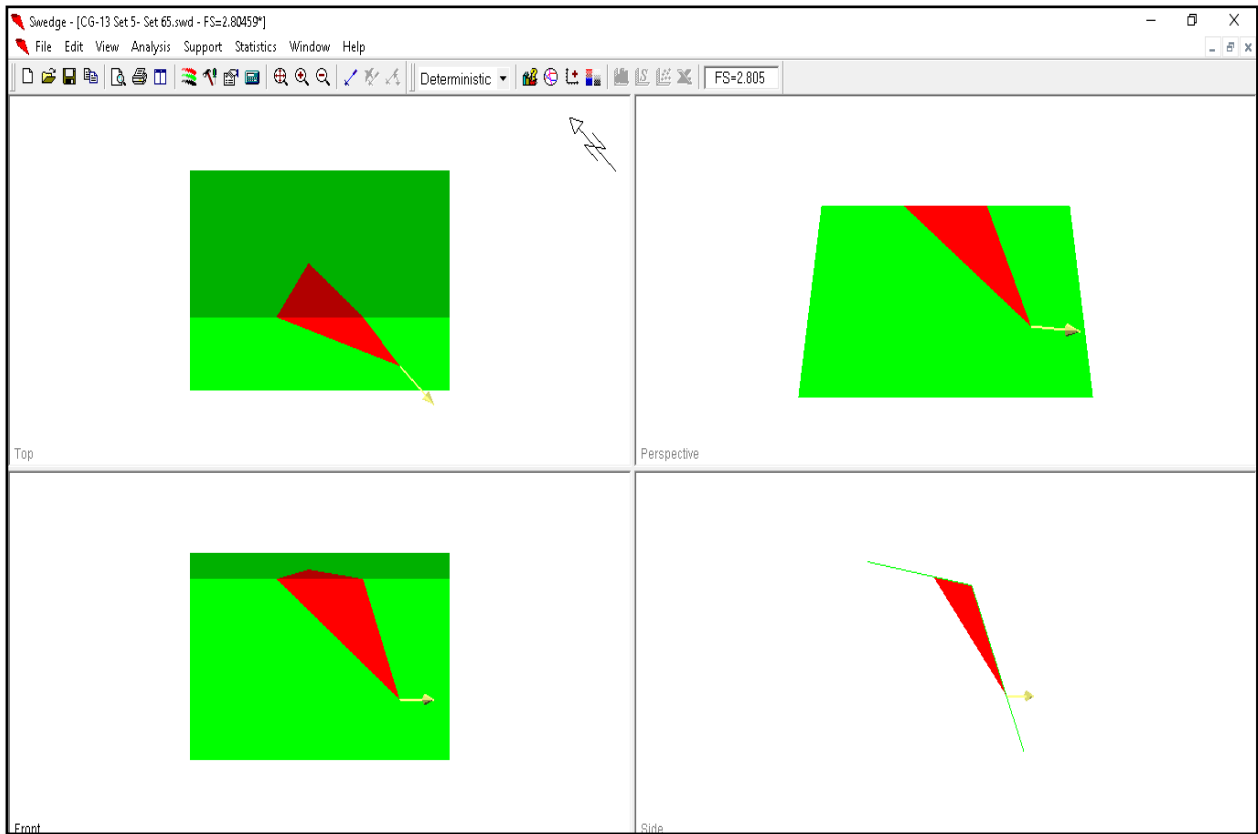 Swedge - [CG-13 Set 5- Set 65.swd - FS=2.80459*]
File Edit View Analysis Support Statistics Window Help
Deterministic FS=2.805
Top
Perspective
Front
Side